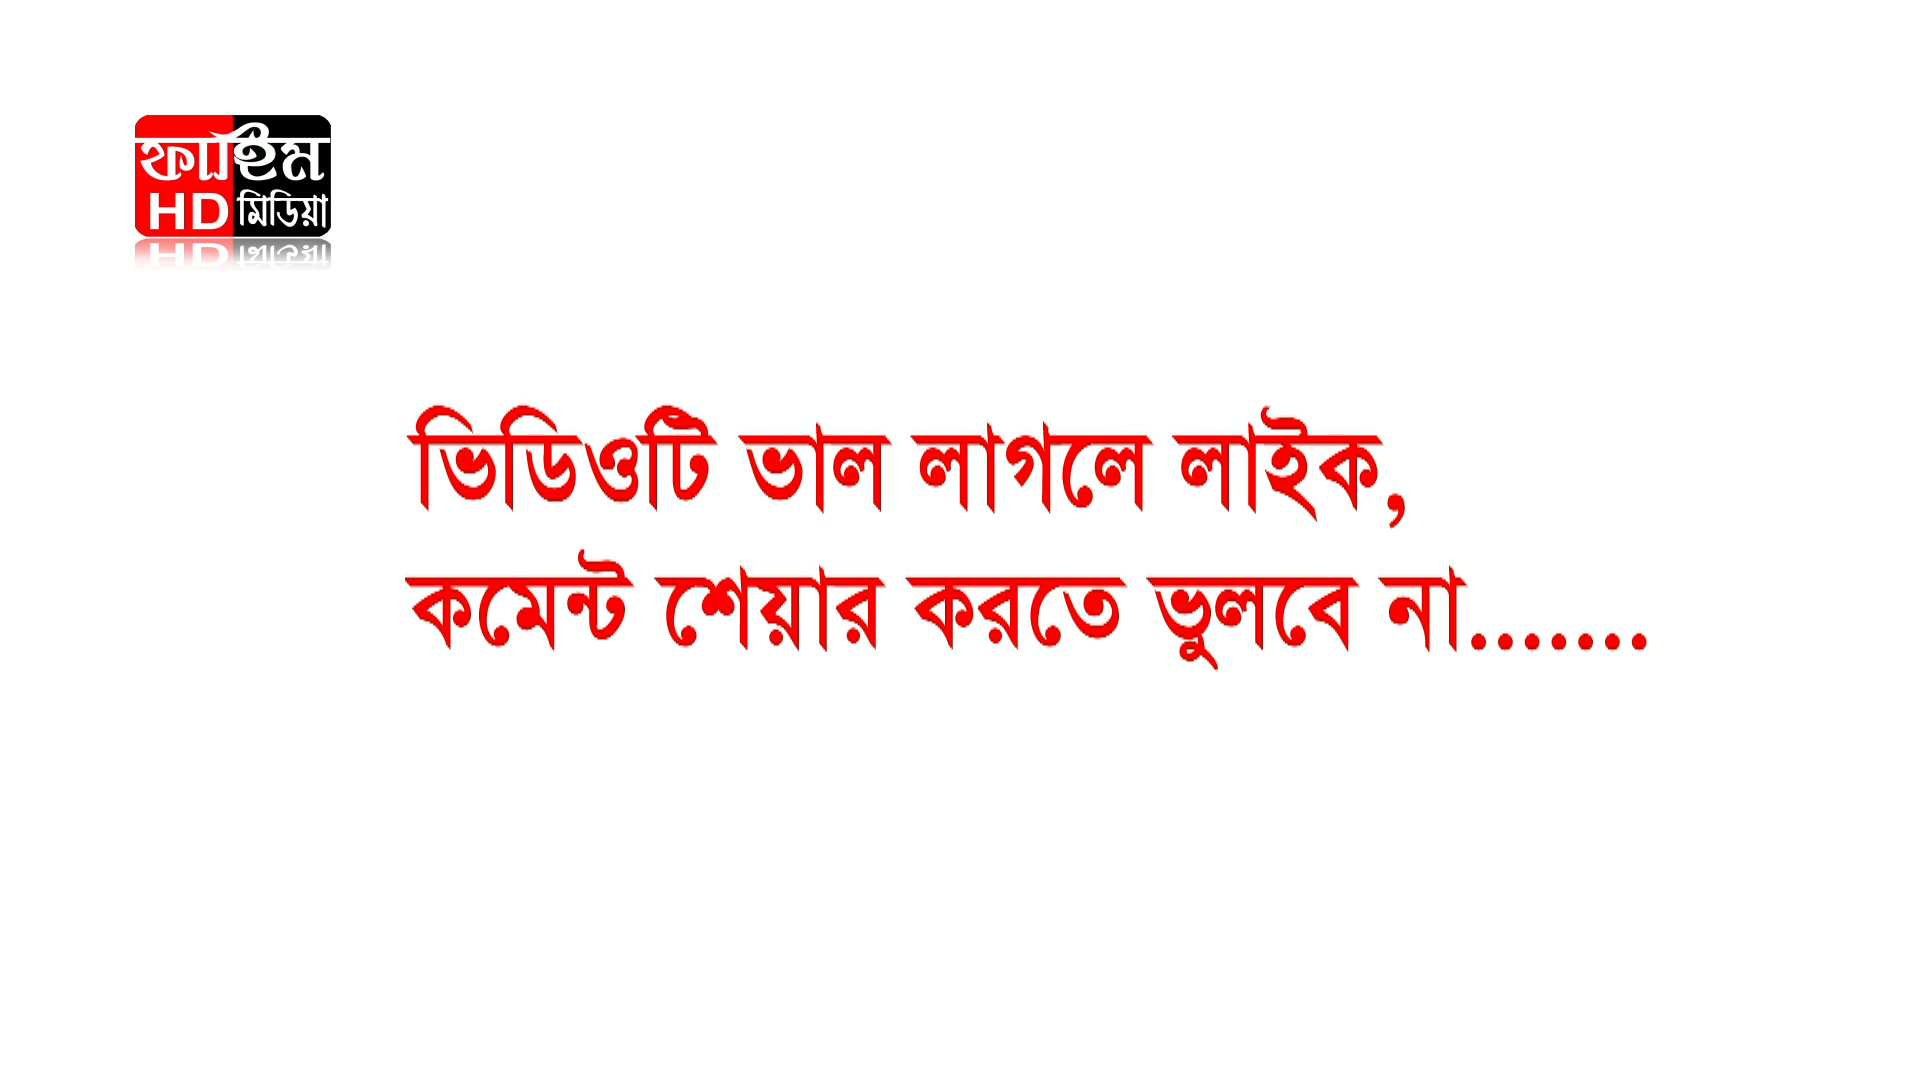 ফাহিম
HD মিডিয়া
ভিডিওটি ভাল লাগলে লাইক,
কমেন্ট শেয়ার করতে ভুলবে না.......